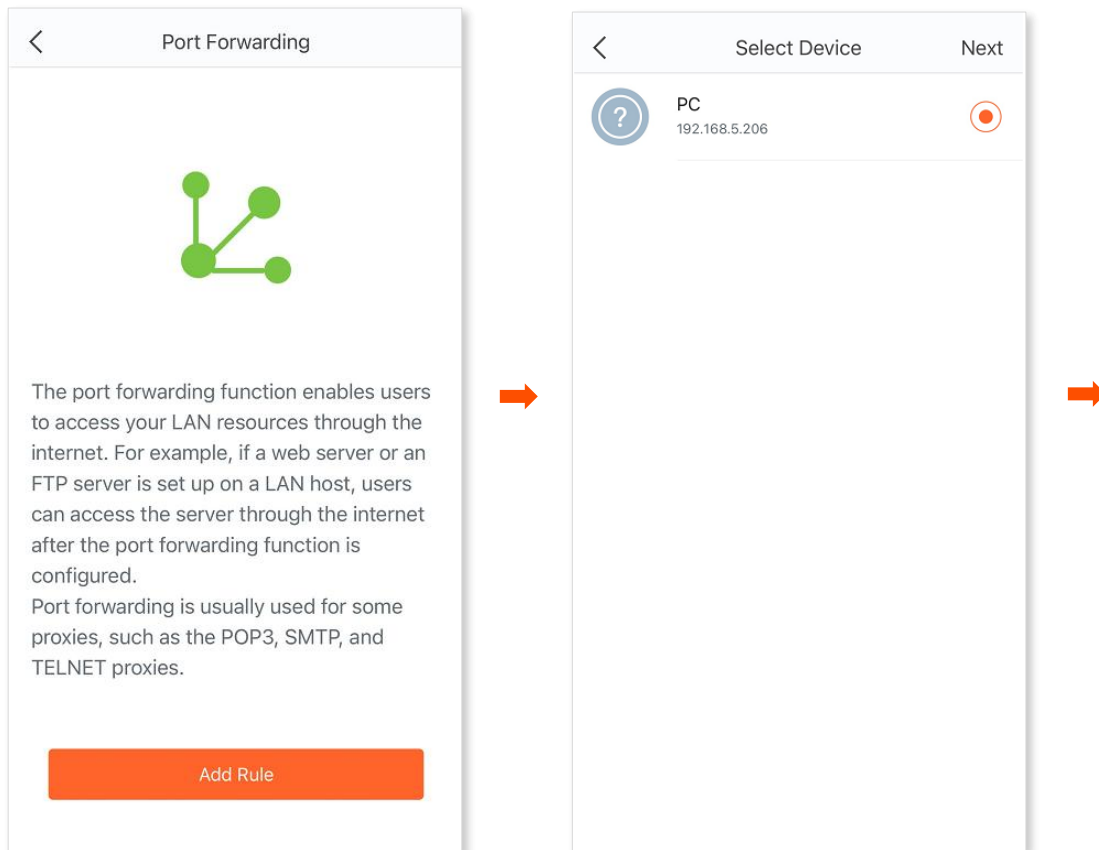 Port Forwarding
The port forwarding function enables users
to access your LAN resources through the
internet. For example, if a web server or an
FTP server is set up on a LAN host, users
can access the server through the internet
after the port forwarding function is
configured.
Port forwarding is usually used for some
proxies, such as the POP3, SMTP, and
TELNET proxies.
Add Rule
Select Device Next
?
PC
192.168.5.206